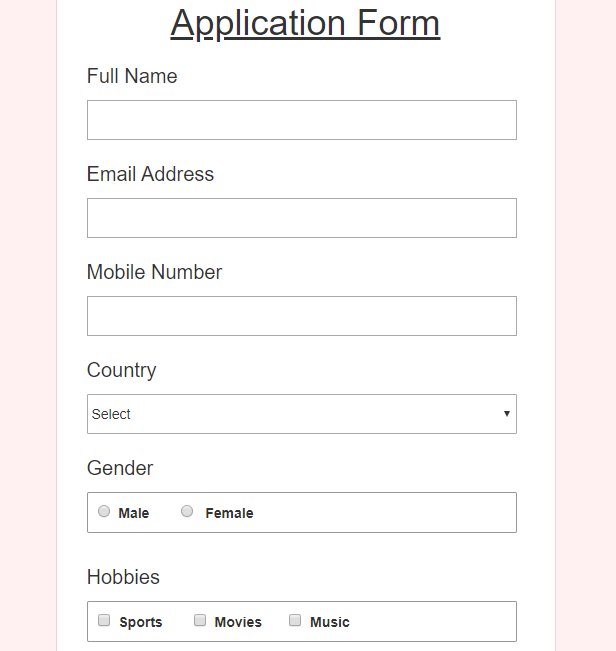 Application Form
Full Name
Email Address
Mobile Number
Country
Select
Gender
Male Female
Hobbies
Sports Movies Music